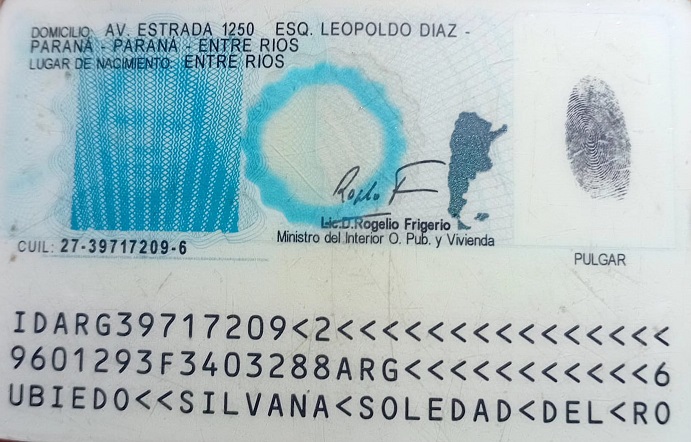 DOMICILIO: AV. ESTRADA 1250 ESQ. LEOPOLDO DIAZ -
PARANÁ - PARANA - ENTRE RIOS
LUGAR DE NACIMIENTO: ENTRE RIOS
Lic.D.Rogelio Frigerio
Ministro del Interior O. Pub. y Vivienda
CUIL: 27-39717209-6
PULGAR
IDARG39717209<2<<<<<<<<<<<<<<<
9601293F3403288ARG<<<<<<<<<<<6
UBIEDO<<SILVANA<SOLEDAD<DEL<RO